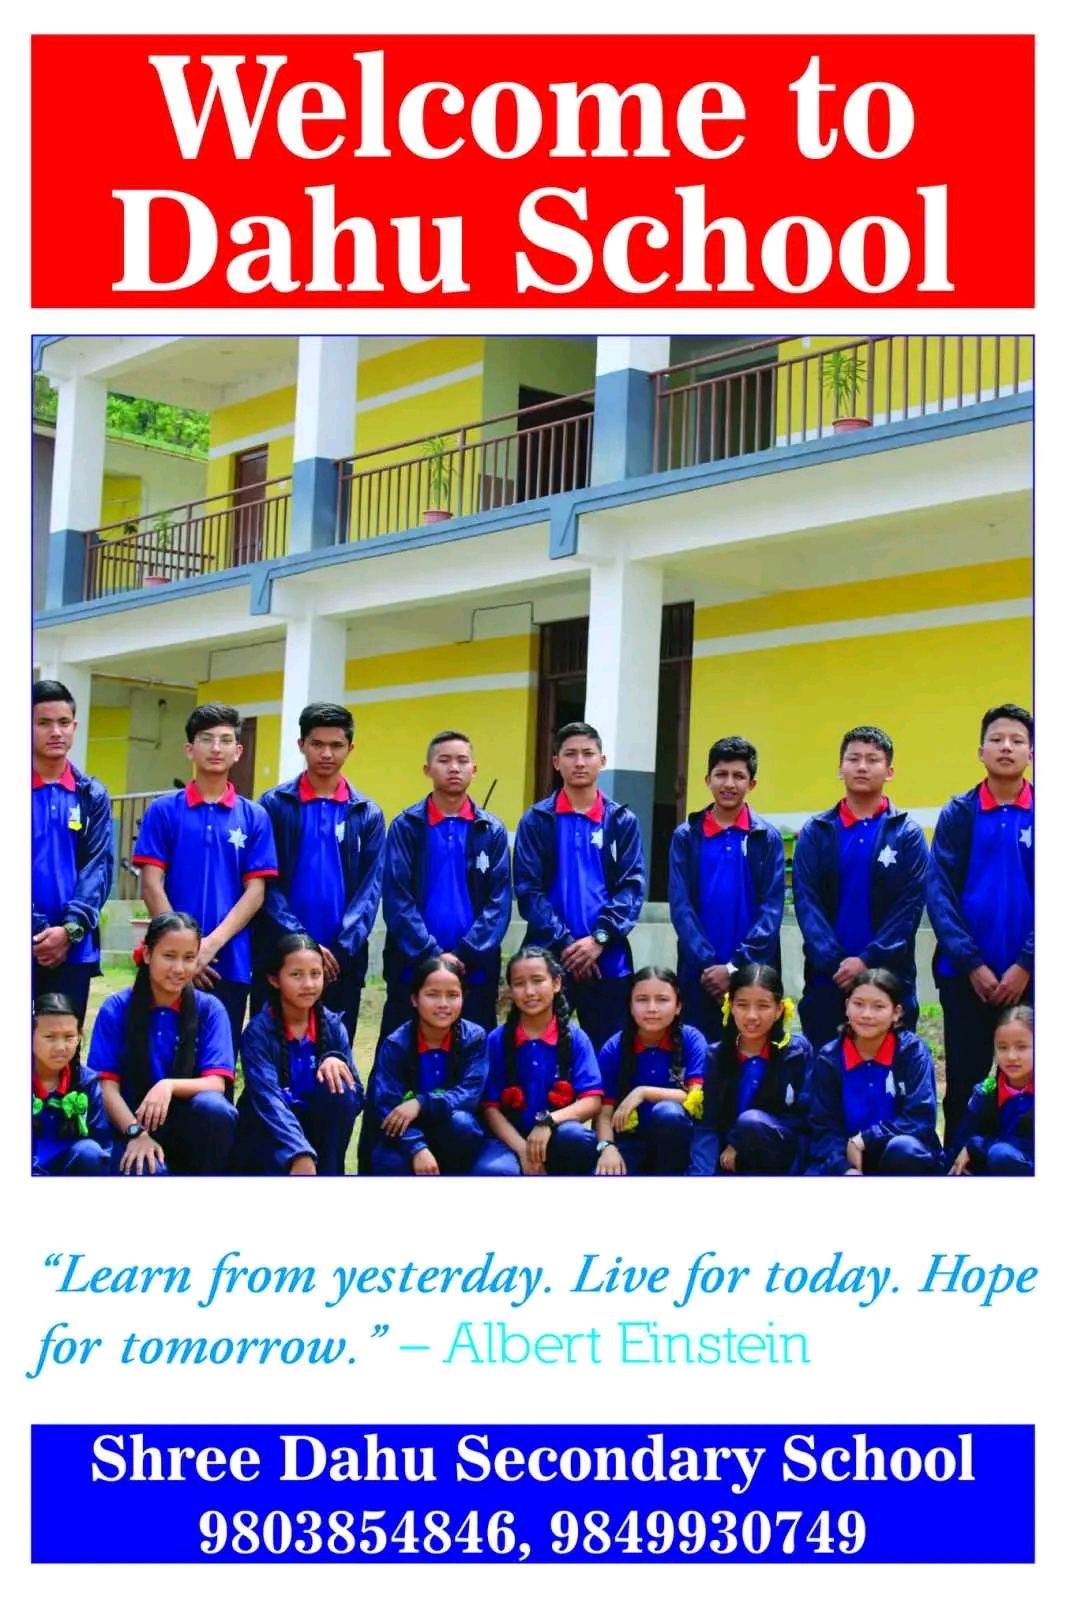 Welcome to
Dahu School
“Learn from yesterday. Live for today. Hope
for tomorrow.” – Albert Einstein
Shree Dahu Secondary School
9803854846, 9849930749